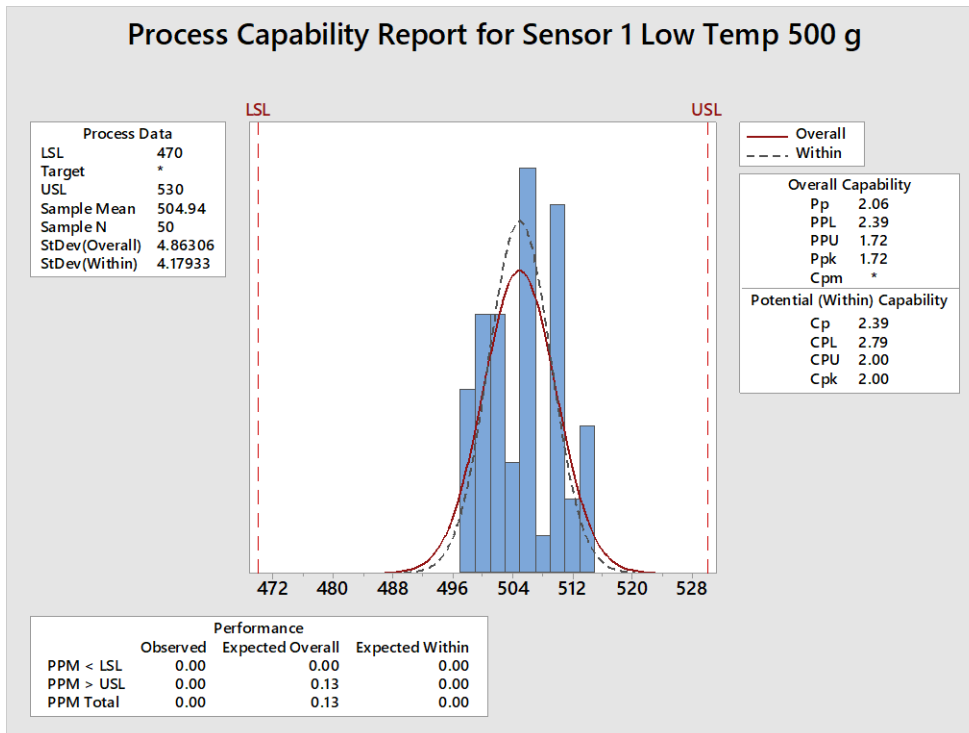 Process Capability Report for Sensor 1 Low Temp 500 g
LSL USL
Process Data
LSL 470
Target *
USL 530
Sample Mean 504.94
Sample N 50
StDev(Overall) 4.86306
StDev(Within) 4.17933
Overall
Within
Overall Capability
Pp 2.06
PPL 2.39
PPU 1.72
Ppk 1.72
Cpm *
Potential (Within) Capability
Cp 2.39
CPL 2.79
CPU 2.00
Cpk 2.00
472 480 488 496 504 512 520 528
Performance
Observed Expected Overall Expected Within
PPM < LSL 0.00 0.00 0.00
PPM > USL 0.00 0.13 0.00
PPM Total 0.00 0.13 0.00